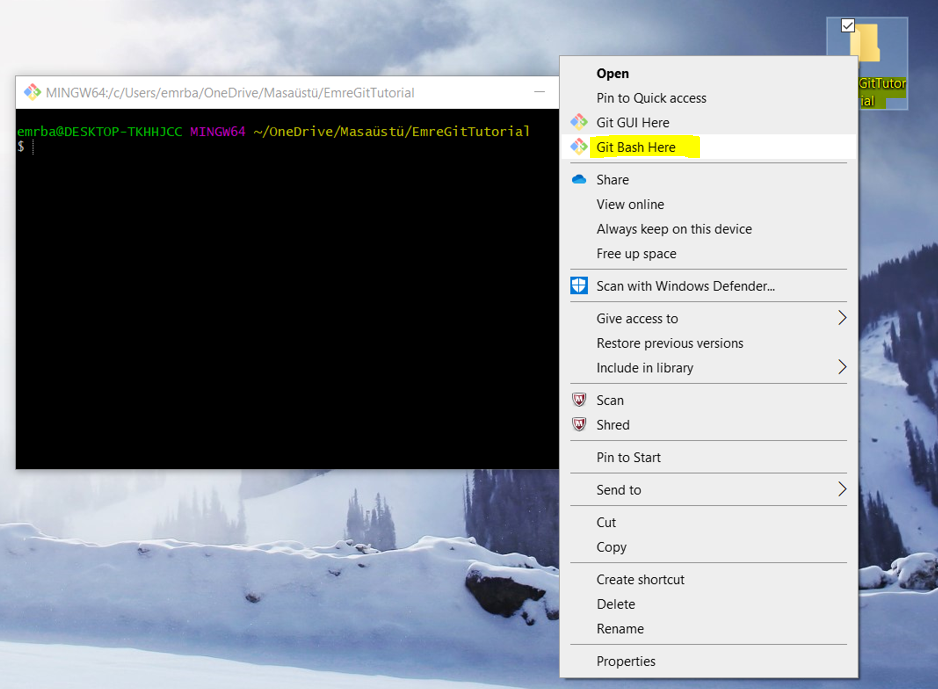 MINGW64:/c/Users/emrba/OneDrive/Masaüstü/EmreGitTutorial
emrba@DESKTOP-TKHHJCC MINGW64 ~/OneDrive/Masaüstü/EmreGitTutorial
$
GitTutor
ial
Open
Pin to Quick access
Git GUI Here
Git Bash Here
Share
View online
Always keep on this device
Free up space
Scan with Windows Defender...
Give access to
Restore previous versions
Include in library
Scan
Shred
Pin to Start
Send to
Cut
Copy
Create shortcut
Delete
Rename
Properties